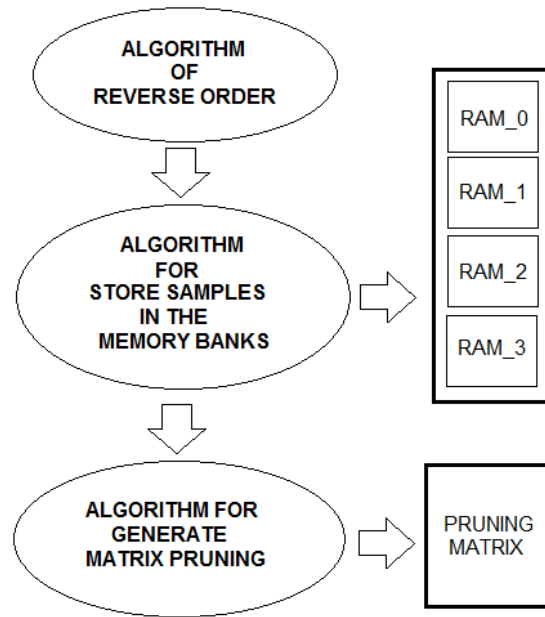 ALGORITHM
OF
REVERSE ORDER
ALGORITHM
FOR
STORE SAMPLES
IN THE
MEMORY BANKS
RAM_0
RAM_1
RAM_2
RAM_3
ALGORITHM FOR
GENERATE
MATRIX PRUNING
PRUNING
MATRIX